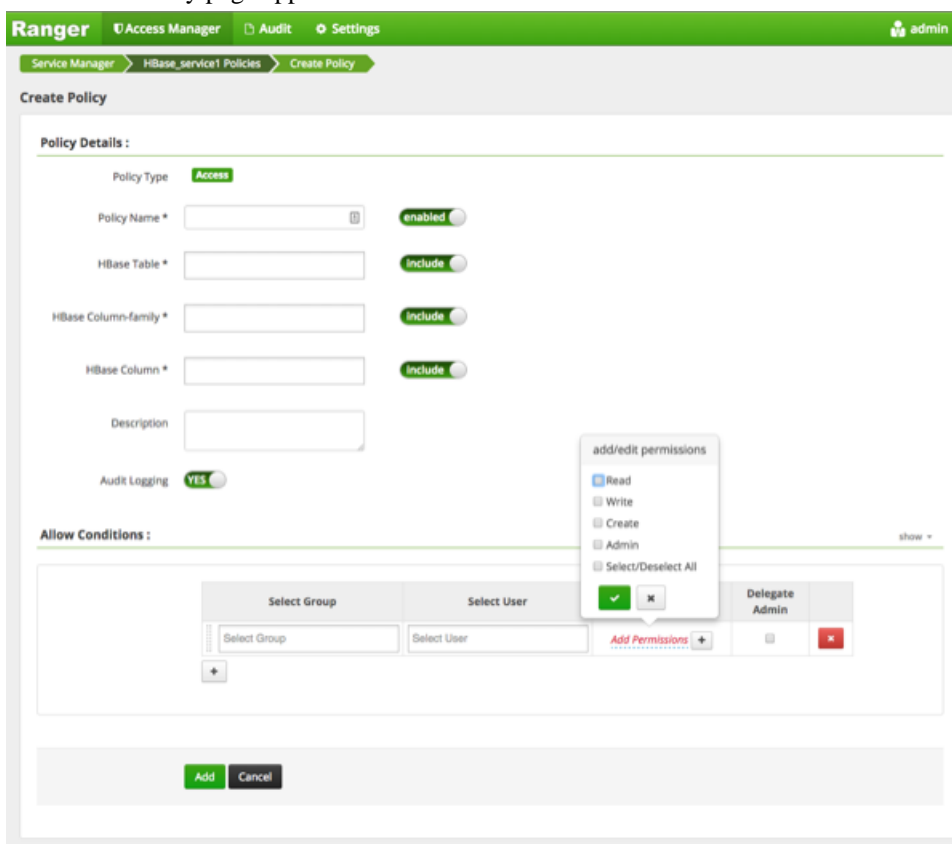 Ranger Access Manager Audit Settings admin
Service Manager HBase_service1 Policies Create Policy
Create Policy
Policy Details :
Policy Type Access
Policy Name * enabled
HBase Table * include
HBase Column-family * include
HBase Column * include
Description
Audit Logging YES
add/edit permissions
Read
Write
Create
Admin
Select/Deselect All
Allow Conditions : show
Select Group Select User Delegate Admin
Select Group Select User Add Permissions +
+
Add Cancel